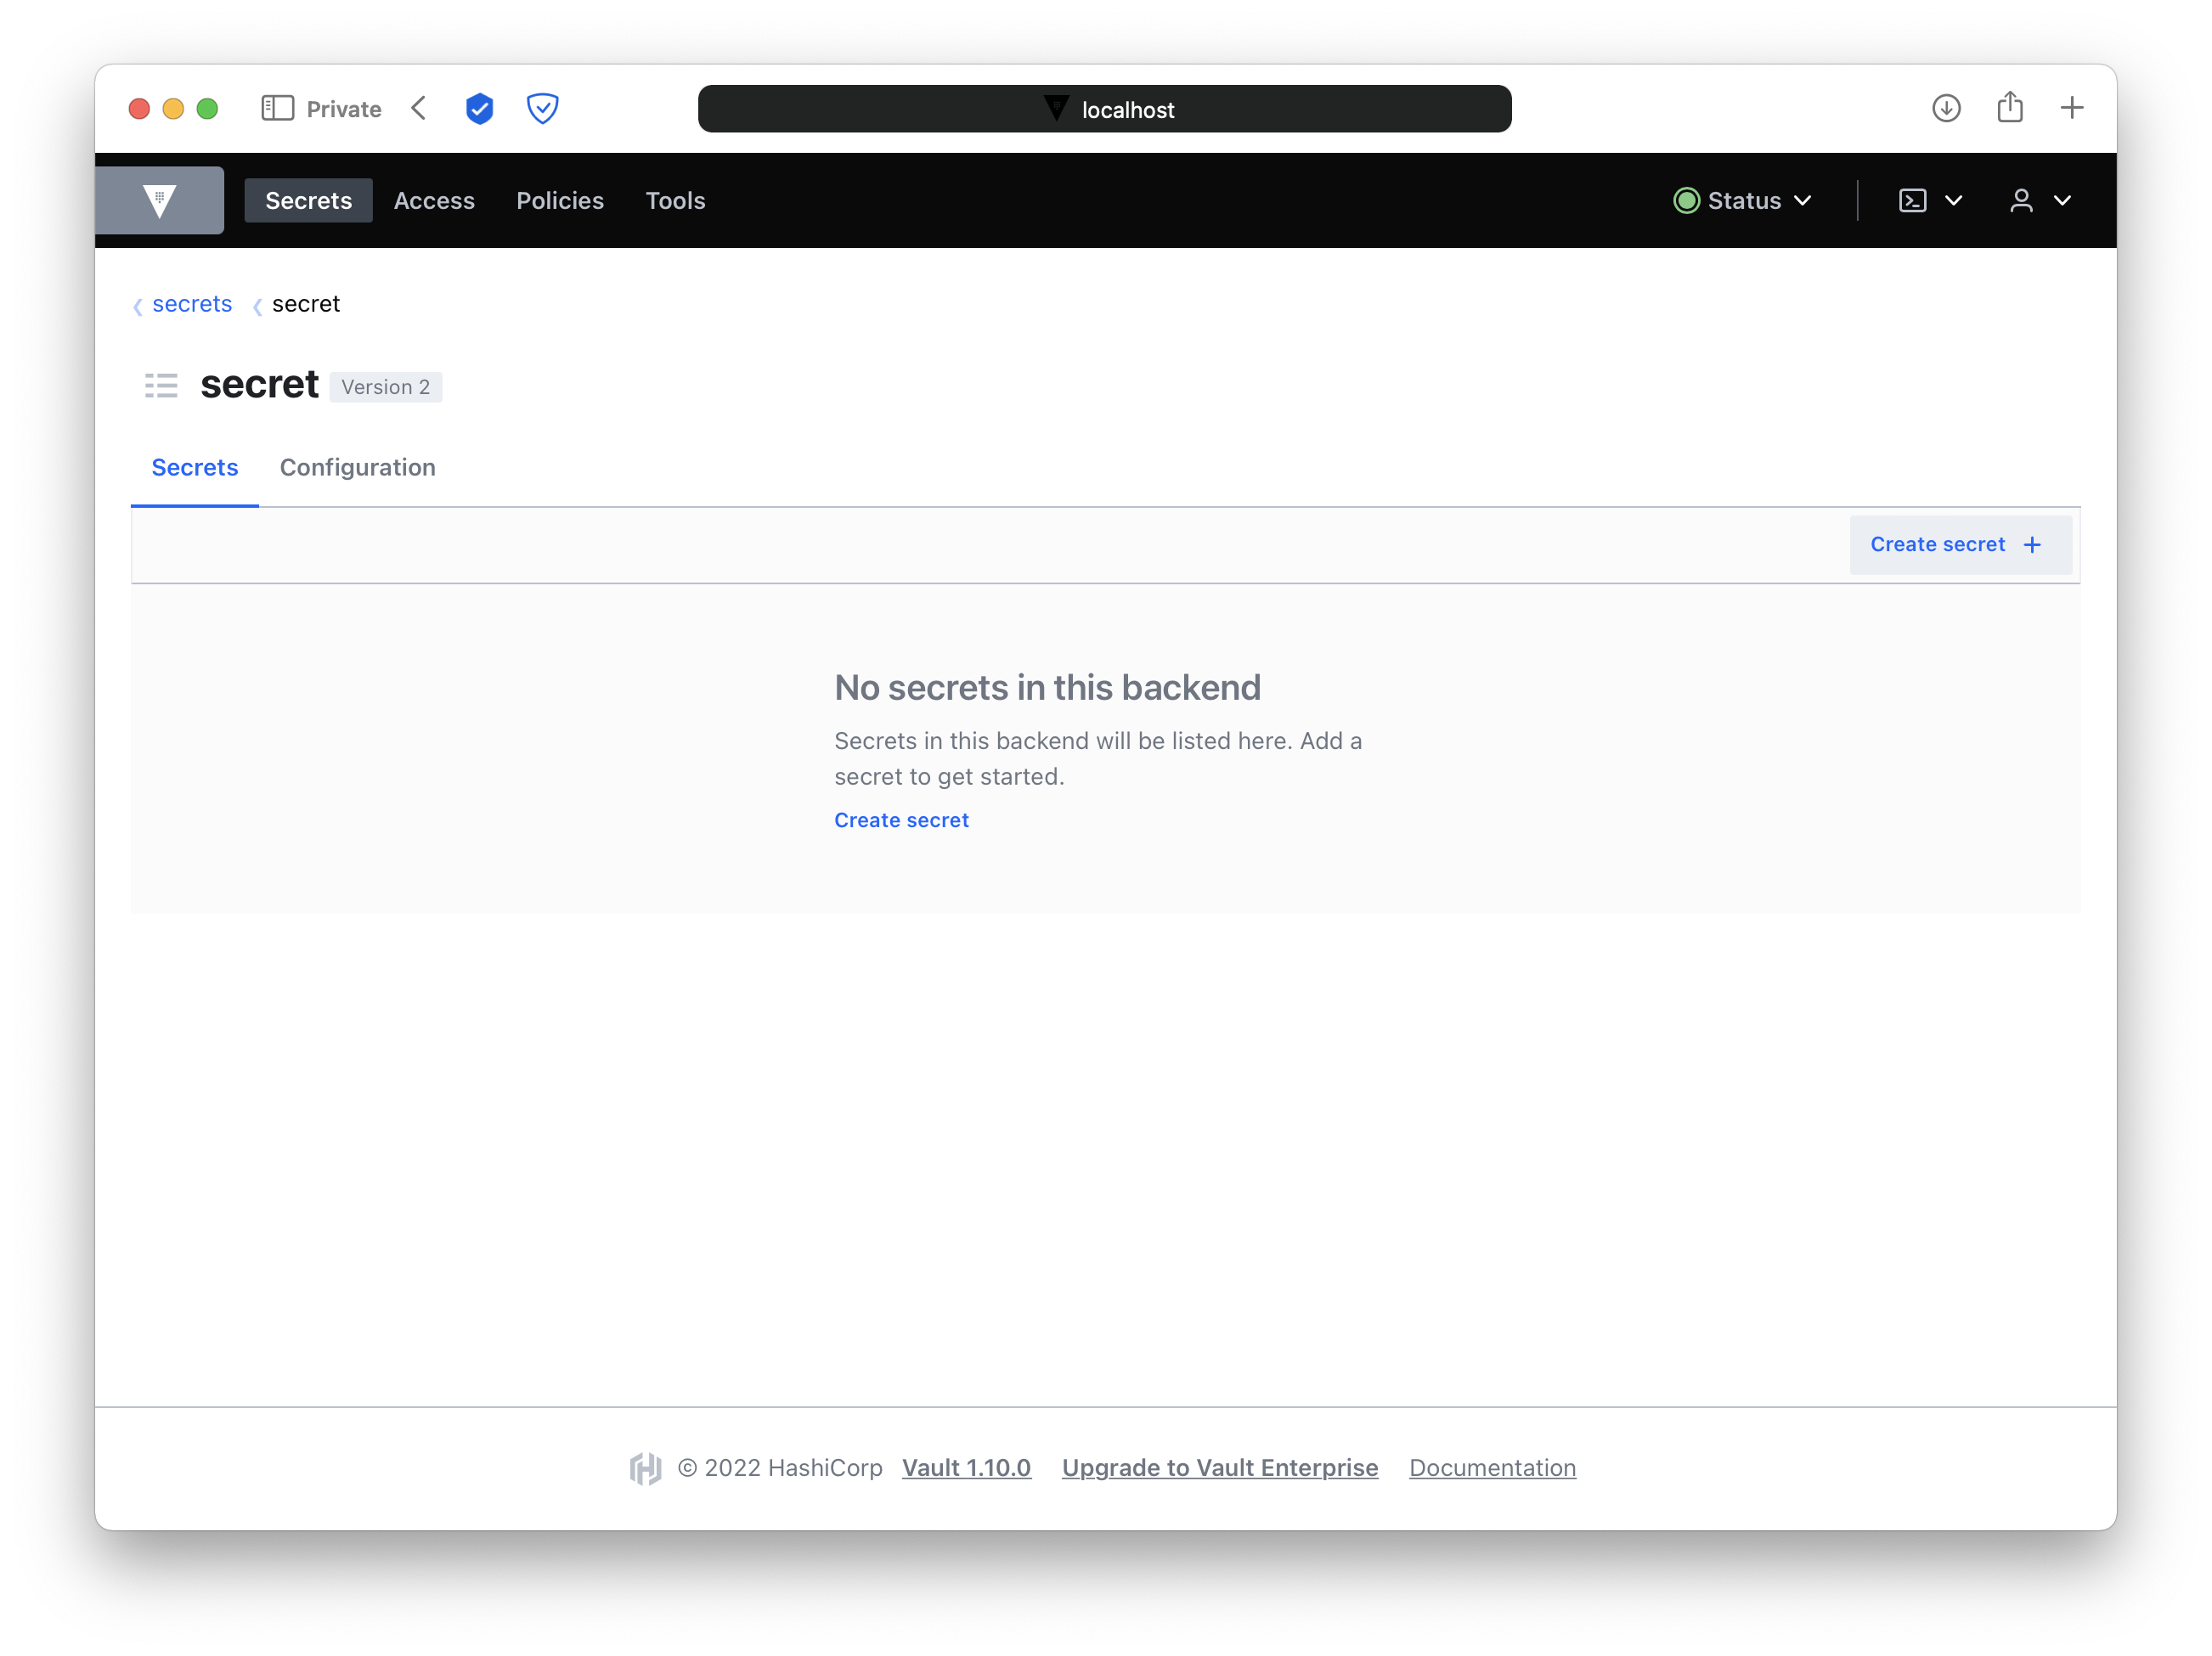 Private
localhost
Secrets Access Policies Tools Status
secrets secret
secret Version 2
Secrets Configuration
Create secret +
No secrets in this backend
Secrets in this backend will be listed here. Add a
secret to get started.
Create secret
© 2022 HashiCorp Vault 1.10.0 Upgrade to Vault Enterprise Documentation